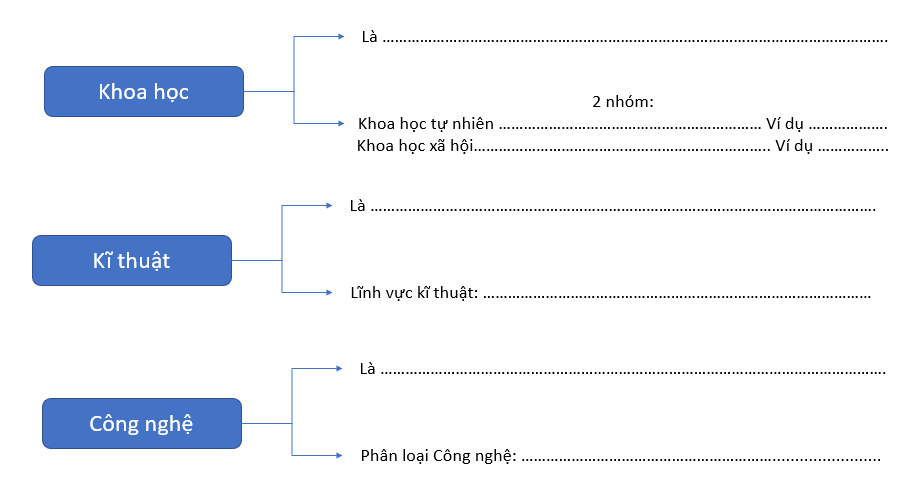 Là ……………………………………………………………………………………………………………
Khoa học
2 nhóm:
Khoa học tự nhiên ……………………………………………………… Ví dụ ……………….
Khoa học xã hội…………………………………………………………….. Ví dụ ……………..
Là ……………………………………………………………………………………………………………
Kĩ thuật
Lĩnh vực kĩ thuật: …………………………………………………………………………………
Là ……………………………………………………………………………………………………………
Công nghệ
Phân loại Công nghệ: ……………………………………………………….......................